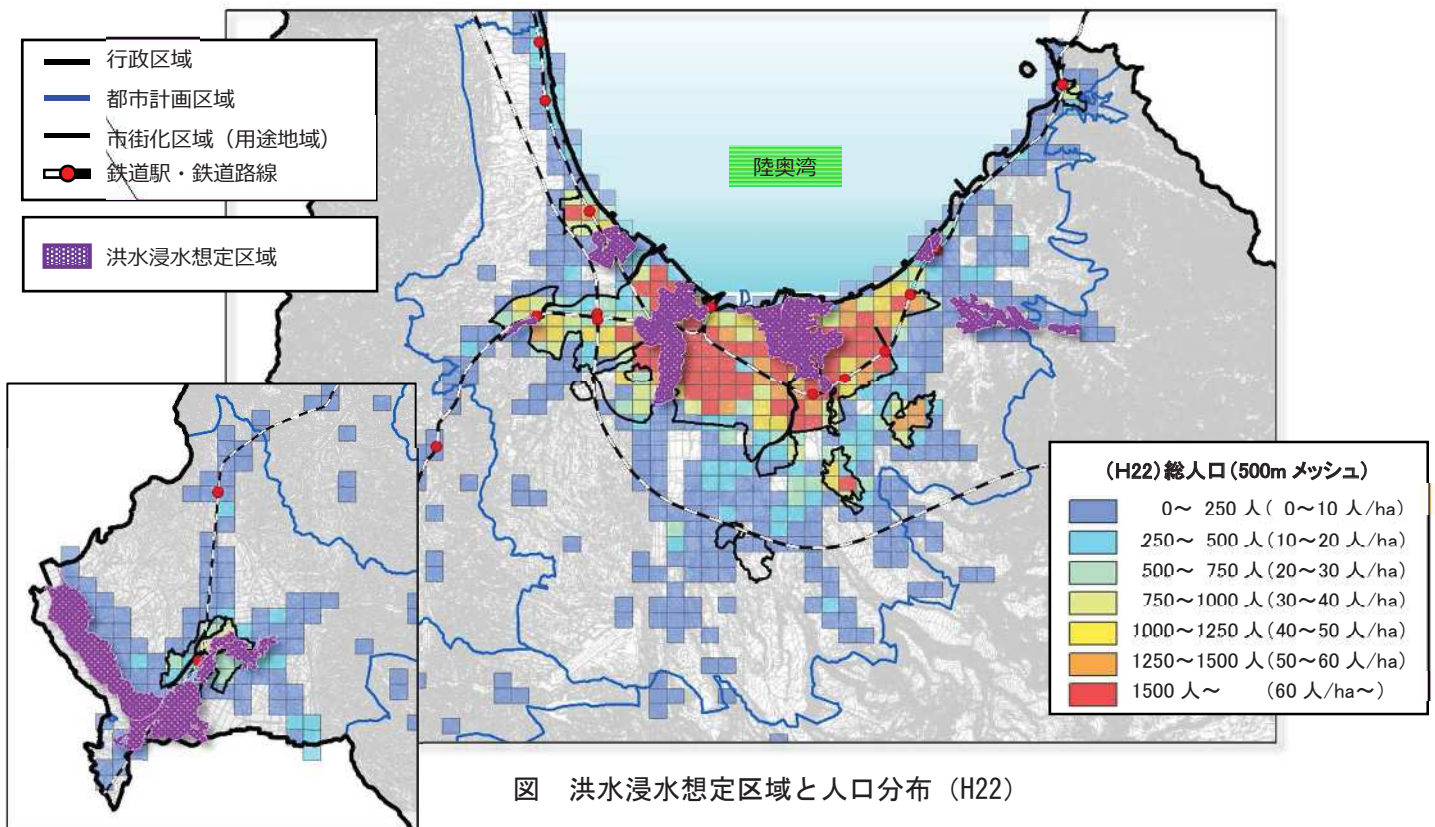 行政区域
都市計画区域
市街化区域（用途地域）
鉄道駅・鉄道路線
洪水浸水想定区域
陸奥湾
(H22)総人口(500m メッシュ)
0～ 250 人( 0～10 人/ha)
250～ 500 人(10～20 人/ha)
500～ 750 人(20～30 人/ha)
750～1000 人(30～40 人/ha)
1000～1250 人(40～50 人/ha)
1250～1500 人(50～60 人/ha)
1500 人～ (60 人/ha～)
図 洪水浸水想定区域と人口分布（H22）